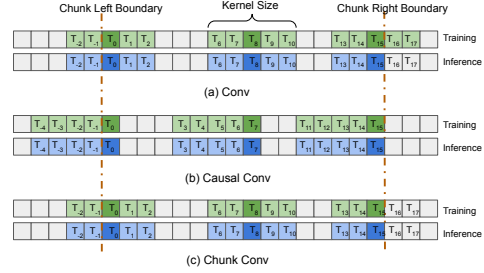 Chunk Left Boundary Kernel Size Chunk Right Boundary
T-2 T-1 T0 T1 T2 T6 T7 T8 T9 T10 T13 T14 T15 T16 T17 Training
T-2 T-1 T0 T1 T2 T6 T7 T8 T9 T10 T13 T14 T15 T16 T17 Inference
(a) Conv
T-4 T-3 T-2 T-1 T0 T3 T4 T5 T6 T7 T11 T12 T13 T14 T15 Training
T-4 T-3 T-2 T-1 T0 T3 T4 T5 T6 T7 T11 T12 T13 T14 T15 Inference
(b) Causal Conv
T-2 T-1 T0 T1 T2 T6 T7 T8 T9 T10 T13 T14 T15 T16 T17 Training
T-2 T-1 T0 T1 T2 T6 T7 T8 T9 T10 T13 T14 T15 T16 T17 Inference
(c) Chunk Conv